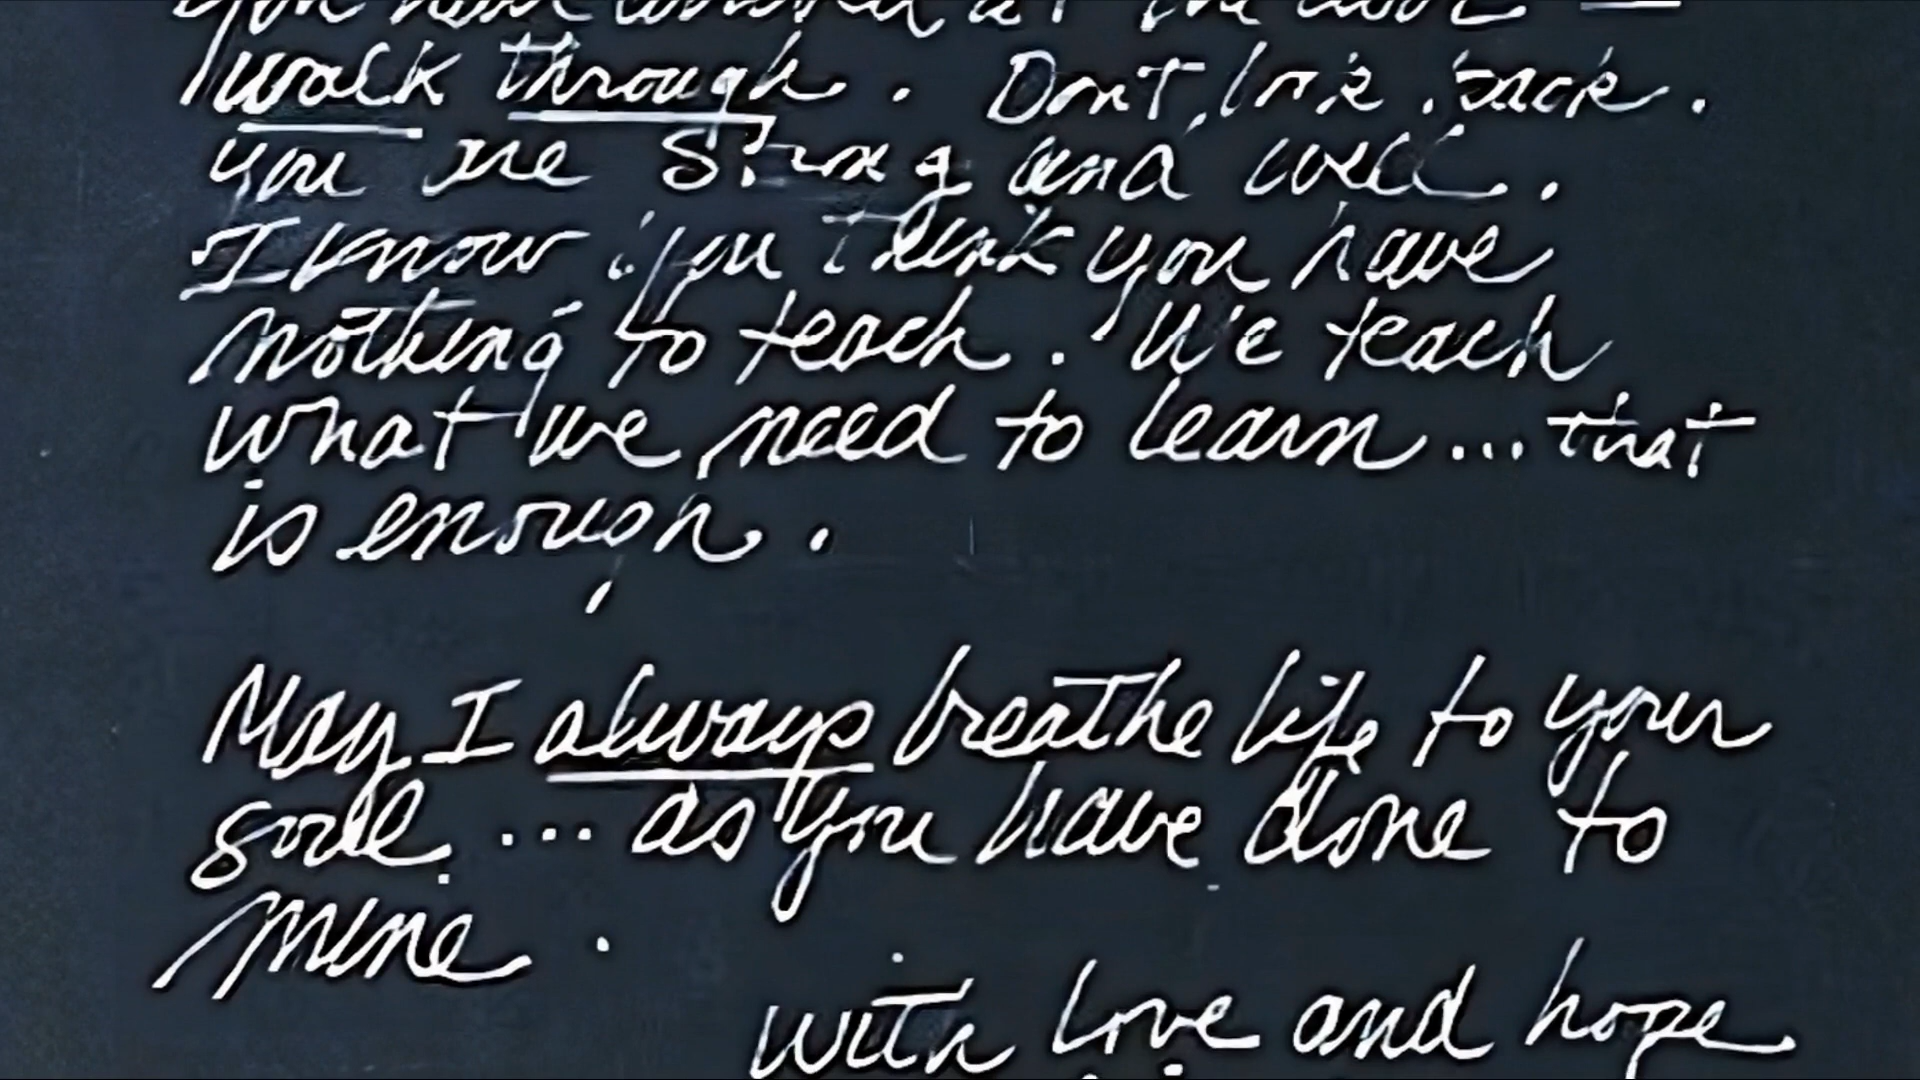 walk through. Don't look back.
you are strong and well.
I know you think you have
nothing to teach. We teach
what we need to learn... that
is enough.
May I always breathe life to your
soul... as you have done to
mine.
with love and hope